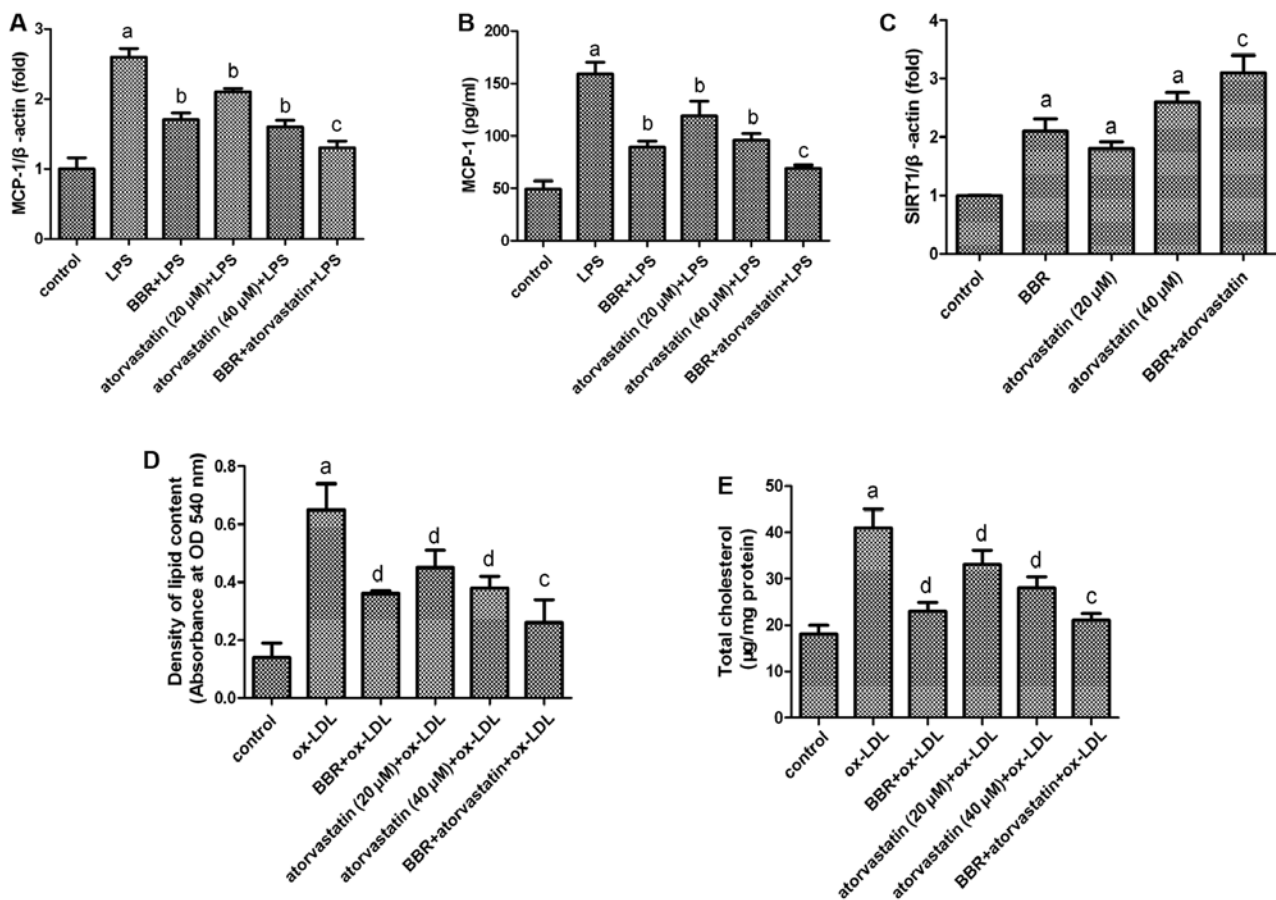 A
MCP-1/β -actin (fold)
3
2
1
0
a
b
b
b
c
control
LPS
BBR+LPS
atorvastatin (20 µM)+LPS
atorvastatin (40 µM)+LPS
BBR+atorvastatin+LPS
B
MCP-1 (pg/ml)
200
150
100
50
0
a
b
b
b
c
control
LPS
BBR+LPS
atorvastatin (20 µM)+LPS
atorvastatin (40 µM)+LPS
BBR+atorvastatin+LPS
C
SIRT1/β -actin (fold)
4
3
2
1
0
a
a
a
c
control
BBR
atorvastatin (20 µM)
atorvastatin (40 µM)
BBR+atorvastatin
D
Density of lipid content
(Absorbance at OD 540 nm)
0.8
0.6
0.4
0.2
0.0
a
d
d
d
c
control
ox-LDL
BBR+ox-LDL
atorvastatin (20 µM)+ox-LDL
atorvastatin (40 µM)+ox-LDL
BBR+atorvastatin+ox-LDL
E
Total cholesterol
(µg/mg protein)
50
40
30
20
10
0
a
d
d
d
c
control
ox-LDL
BBR+ox-LDL
atorvastatin (20 µM)+ox-LDL
atorvastatin (40 µM)+ox-LDL
BBR+atorvastatin+ox-LDL